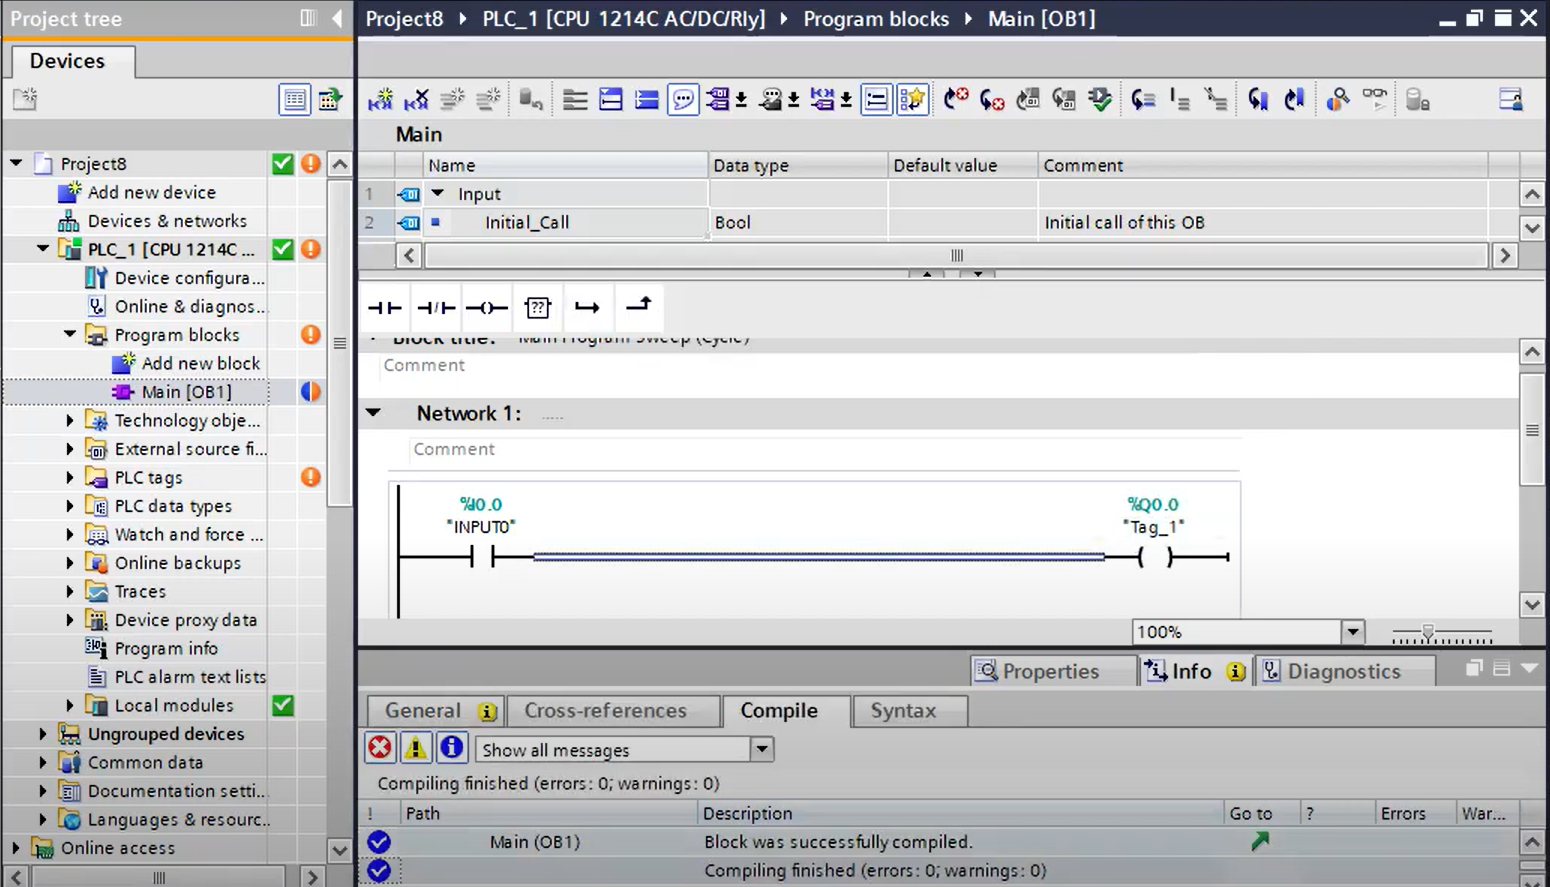 Project tree
Devices
Project8
Add new device
Devices & networks
PLC_1 [CPU 1214C ...
Device configura...
Online & diagnos...
Program blocks
Add new block
Main [OB1]
Technology obje...
External source fi...
PLC tags
PLC data types
Watch and force ...
Online backups
Traces
Device proxy data
Program info
PLC alarm text lists
Local modules
Ungrouped devices
Common data
Documentation setti...
Languages & resourc...
Online access
Project8 PLC_1 [CPU 1214C AC/DC/Rly] Program blocks Main [OB1]
Main
Name Data type Default value Comment
1 Input
2 Initial_Call Bool Initial call of this OB
??
Block title: "Main Program Sweep (Cycle)"
Comment
Network 1: .....
Comment
%I0.0 %Q0.0
"INPUT0" "Tag_1"
100%
Properties Info Diagnostics
General Cross-references Compile Syntax
Show all messages
Compiling finished (errors: 0; warnings: 0)
! Path Description Go to ? Errors War...
Main (OB1) Block was successfully compiled.
Compiling finished (errors: 0; warnings: 0)